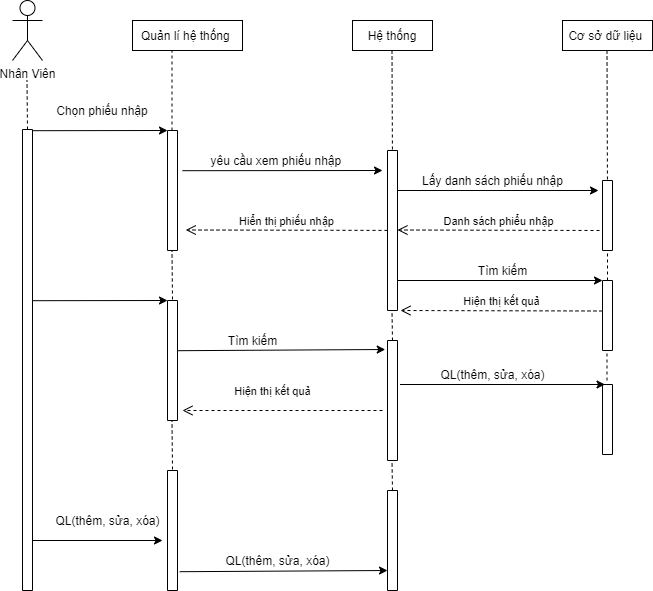 Quản lí hệ thống
Hệ thống
Cơ sở dữ liệu
Nhân Viên
Chọn phiếu nhập
yêu cầu xem phiếu nhập
Lấy danh sách phiếu nhập
Hiển thị phiếu nhập
Danh sách phiếu nhập
Tìm kiếm
Hiện thị kết quả
Tìm kiếm
QL(thêm, sửa, xóa)
Hiện thị kết quả
QL(thêm, sửa, xóa)
QL(thêm, sửa, xóa)